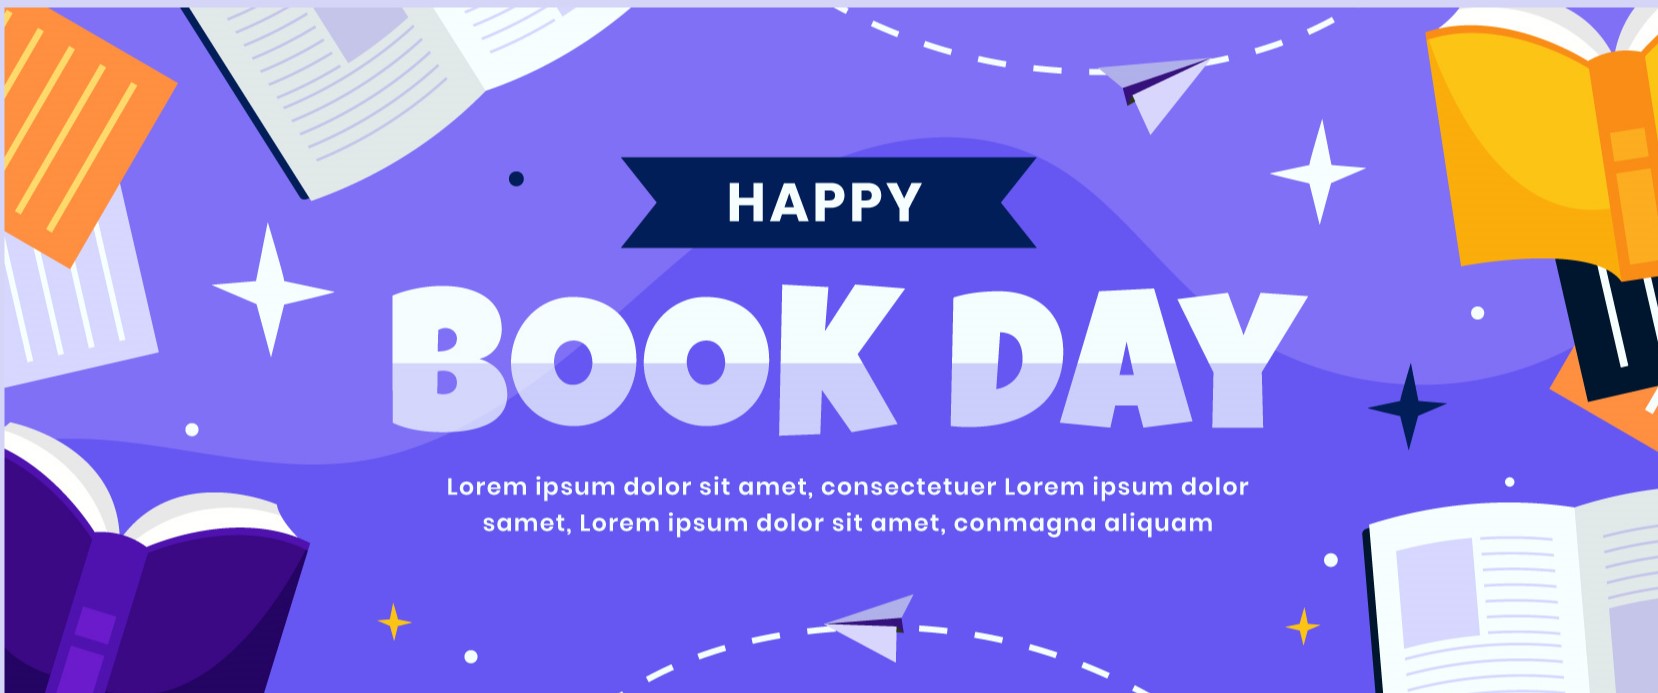 HAPPY
BOOK DAY
Lorem ipsum dolor sit amet, consectetuer Lorem ipsum dolor
samet, Lorem ipsum dolor sit amet, conmagna aliquam